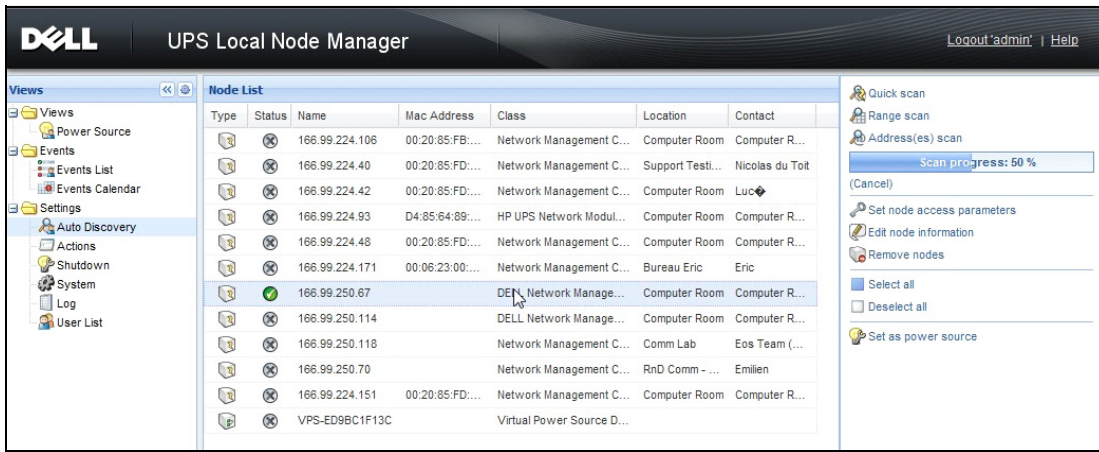 DELL UPS Local Node Manager Logout 'admin' | Help
Views
Views
Power Source
Events
Events List
Events Calendar
Settings
Auto Discovery
Actions
Shutdown
System
Log
User List
Node List
Type Status Name Mac Address Class Location Contact
166.99.224.106 00:20:85:FB:... Network Management C... Computer Room Computer R...
166.99.224.40 00:20:85:FD:... Network Management C... Support Testi... Nicolas du Toit
166.99.224.42 00:20:85:FD:... Network Management C... Computer Room Luc�
166.99.224.93 D4:85:64:89:... HP UPS Network Modul... Computer Room Computer R...
166.99.224.48 00:20:85:FD:... Network Management C... Computer Room Computer R...
166.99.224.171 00:06:23:00:... Network Management C... Bureau Eric Eric
166.99.250.67 DELL Network Manage... Computer Room Computer R...
166.99.250.114 DELL Network Manage... Computer Room Computer R...
166.99.250.118 Network Management C... Comm Lab Eos Team (...
166.99.250.70 Network Management C... RnD Comm - ... Emilien
166.99.224.151 00:20:85:FD:... Network Management C... Computer Room Computer R...
VPS-ED9BC1F13C Virtual Power Source D...
Quick scan
Range scan
Address(es) scan
Scan progress: 50 %
(Cancel)
Set node access parameters
Edit node information
Remove nodes
Select all
Deselect all
Set as power source